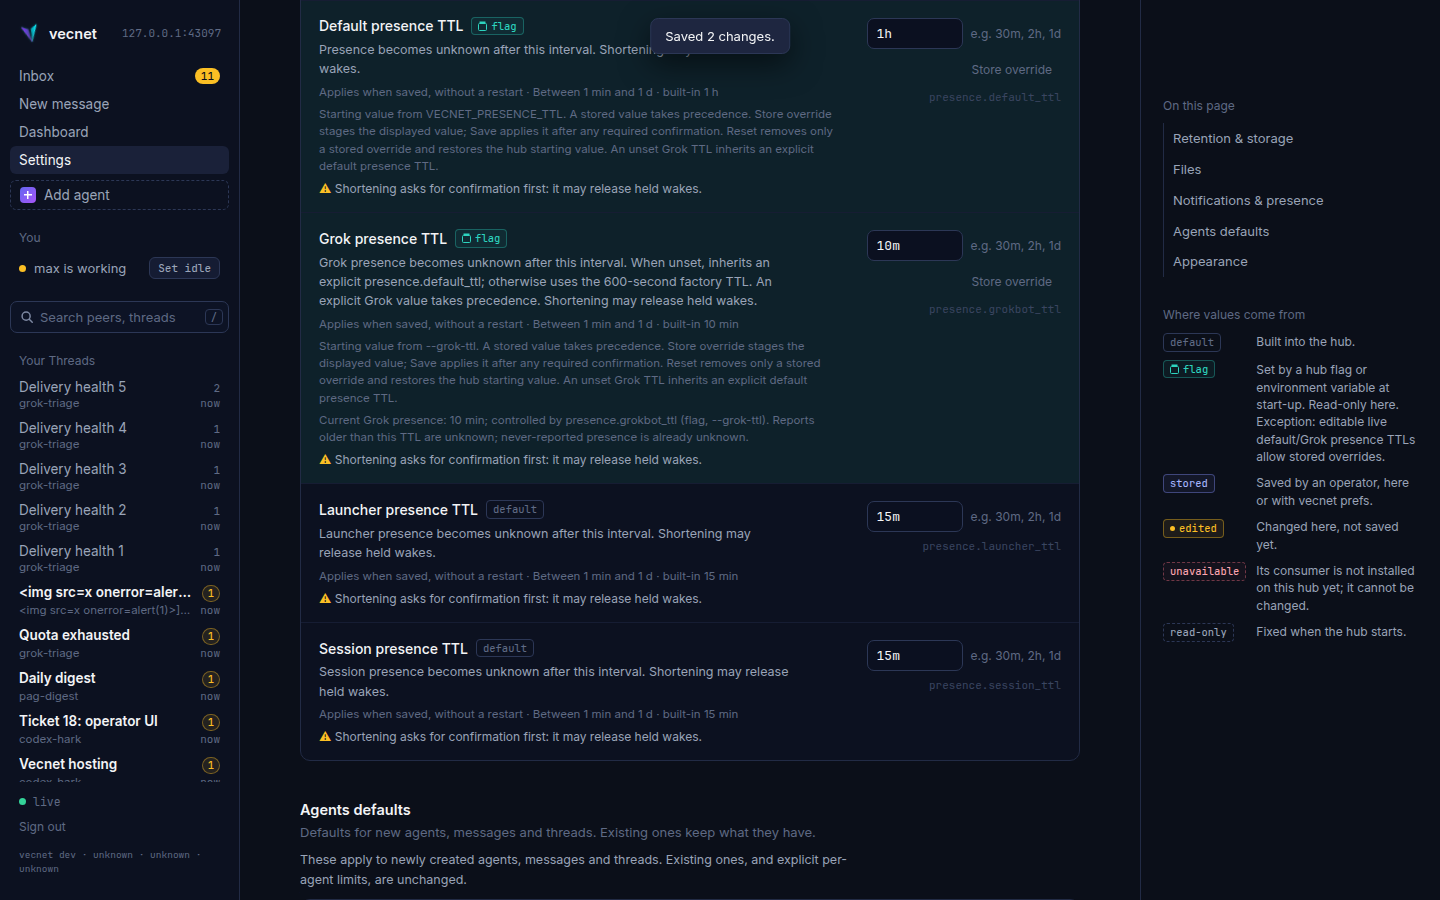 vecnet
127.0.0.1:43097
Inbox
11
New message
Dashboard
Settings
Add agent
You
max is working
Set idle
Search peers, threads
/
Your Threads
Delivery health 5
2
grok-triage
now
Delivery health 4
1
grok-triage
now
Delivery health 3
1
grok-triage
now
Delivery health 2
1
grok-triage
now
Delivery health 1
1
grok-triage
now
<img src=x onerror=aler...
1
<img src=x onerror=alert(1)>]...
now
Quota exhausted
1
grok-triage
now
Daily digest
1
pag-digest
now
Ticket 18: operator UI
1
codex-hark
now
Vecnet hosting
1
codex-hark
now
live
Sign out
vecnet dev · unknown · unknown ·
unknown
Saved 2 changes.
Default presence TTL
flag
Presence becomes unknown after this interval. Shortening
wakes.
Applies when saved, without a restart · Between 1 min and 1 d · built-in 1 h
Starting value from VECNET_PRESENCE_TTL. A stored value takes precedence. Store override
stages the displayed value; Save applies it after any required confirmation. Reset removes only
a stored override and restores the hub starting value. An unset Grok TTL inherits an explicit
default presence TTL.
Shortening asks for confirmation first: it may release held wakes.
1h
e.g. 30m, 2h, 1d
Store override
presence.default_ttl
Grok presence TTL
flag
Grok presence becomes unknown after this interval. When unset, inherits an
explicit presence.default_ttl; otherwise uses the 600-second factory TTL. An
explicit Grok value takes precedence. Shortening may release held wakes.
Applies when saved, without a restart · Between 1 min and 1 d · built-in 10 min
Starting value from --grok-ttl. A stored value takes precedence. Store override stages the
displayed value; Save applies it after any required confirmation. Reset removes only a stored
override and restores the hub starting value. An unset Grok TTL inherits an explicit default
presence TTL.
Current Grok presence: 10 min; controlled by presence.grokbot_ttl (flag, --grok-ttl). Reports
older than this TTL are unknown; never-reported presence is already unknown.
Shortening asks for confirmation first: it may release held wakes.
10m
e.g. 30m, 2h, 1d
Store override
presence.grokbot_ttl
Launcher presence TTL
default
Launcher presence becomes unknown after this interval. Shortening may
release held wakes.
Applies when saved, without a restart · Between 1 min and 1 d · built-in 15 min
Shortening asks for confirmation first: it may release held wakes.
15m
e.g. 30m, 2h, 1d
presence.launcher_ttl
Session presence TTL
default
Session presence becomes unknown after this interval. Shortening may release
held wakes.
Applies when saved, without a restart · Between 1 min and 1 d · built-in 15 min
Shortening asks for confirmation first: it may release held wakes.
15m
e.g. 30m, 2h, 1d
presence.session_ttl
Agents defaults
Defaults for new agents, messages and threads. Existing ones keep what they have.
These apply to newly created agents, messages and threads. Existing ones, and explicit per-
agent limits, are unchanged.
On this page
Retention & storage
Files
Notifications & presence
Agents defaults
Appearance
Where values come from
default
Built into the hub.
flag
Set by a hub flag or
environment variable at
start-up. Read-only here.
Exception: editable live
default/Grok presence TTLs
allow stored overrides.
stored
Saved by an operator, here
or with vecnet prefs.
edited
Changed here, not saved
yet.
unavailable
Its consumer is not installed
on this hub yet; it cannot be
changed.
read-only
Fixed when the hub starts.